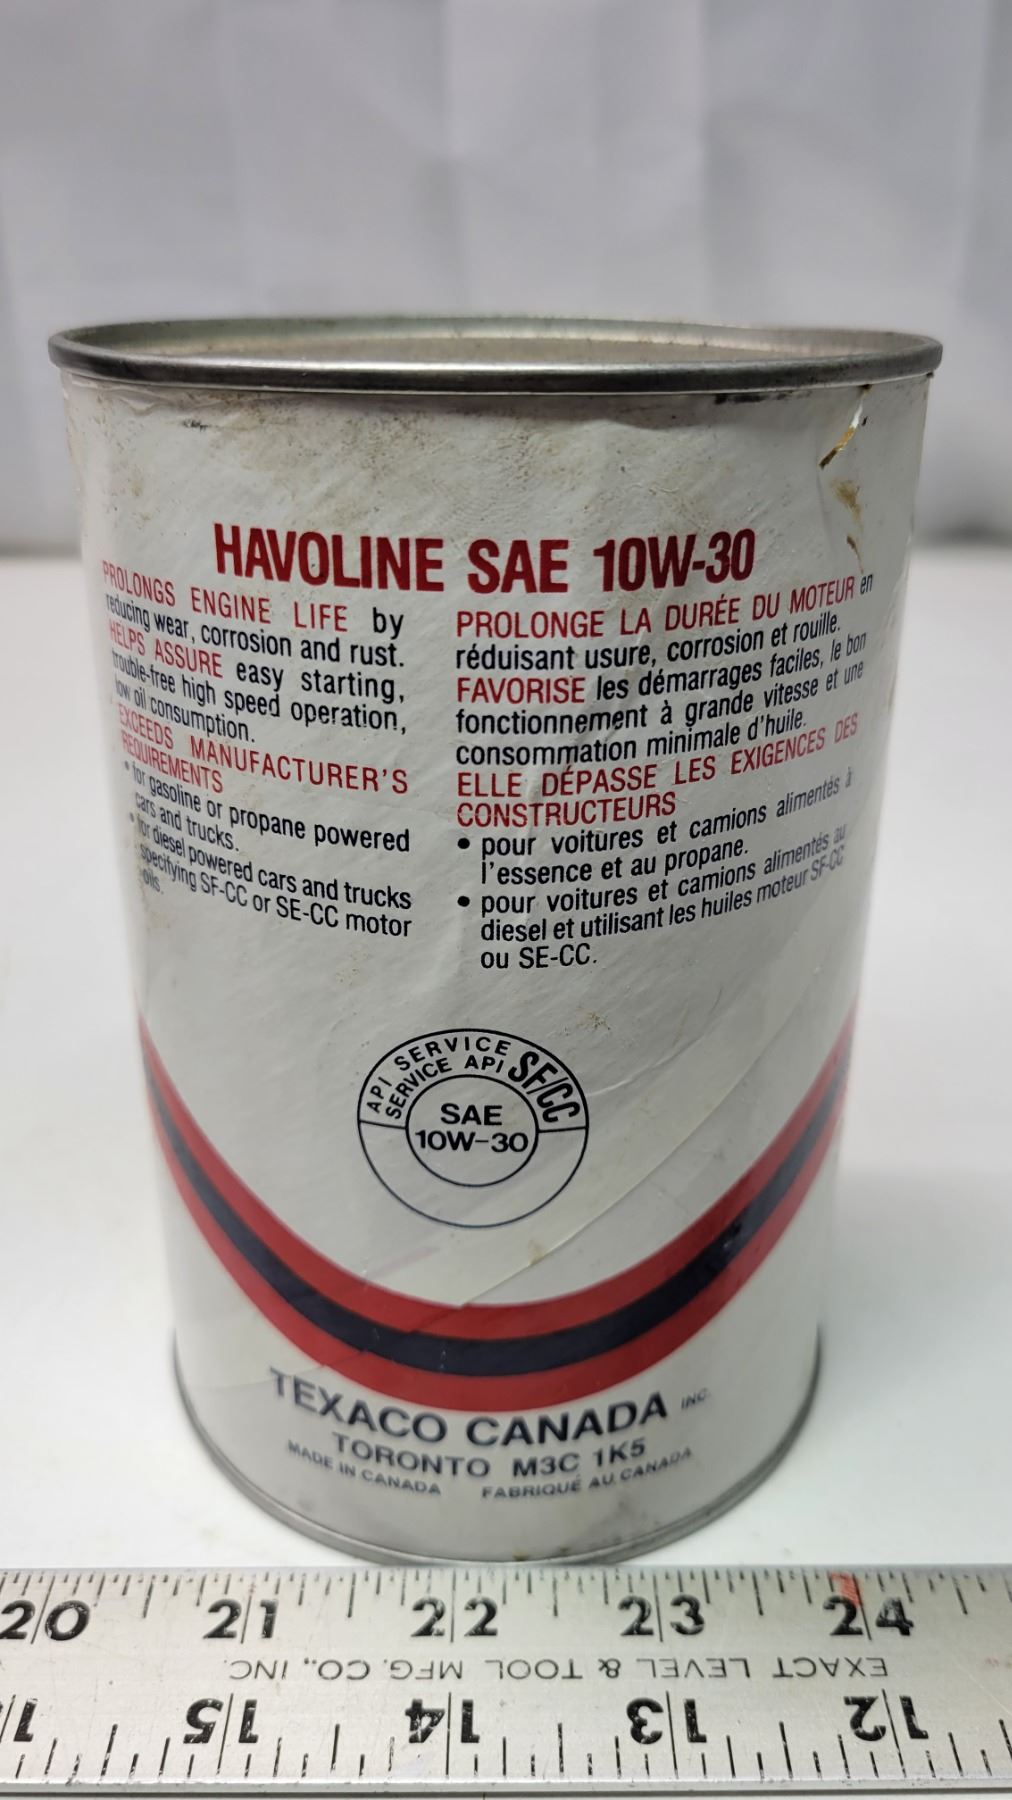 HAVOLINE SAE 10W-30
PROLONGS ENGINE LIFE by
reducing wear, corrosion and rust.
HELPS ASSURE easy starting,
trouble-free high speed operation,
low oil consumption.
EXCEEDS MANUFACTURER'S
REQUIREMENTS
• for gasoline or propane powered
cars and trucks.
• for diesel powered cars and trucks
specifying SF-CC or SE-CC motor
oils.
PROLONGE LA DURÉE DU MOTEUR en
réduisant usure, corrosion et rouille.
FAVORISE les démarrages faciles, le bon
fonctionnement à grande vitesse et une
consommation minimale d'huile.
ELLE DÉPASSE LES EXIGENCES DES
CONSTRUCTEURS
• pour voitures et camions alimentés à
l'essence et au propane.
• pour voitures et camions alimentés au
diesel et utilisant les huiles moteur SF-CC
ou SE-CC.
API SERVICE
SERVICE API
SF/CC
SAE
10W-30
TEXACO CANADA INC.
TORONTO M3C 1K5
MADE IN CANADA FABRIQUÉ AU CANADA
20 21 22 23 24
EXACT LEVEL & TOOL MFG. CO., INC.
12 13 14 15